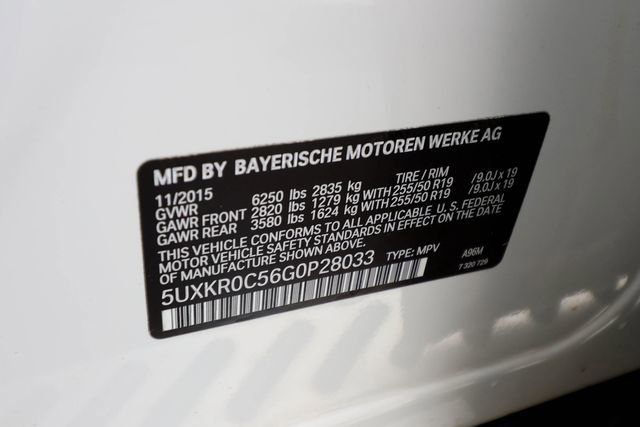 MFD BY BAYERISCHE MOTOREN WERKE AG
11/2015 TIRE / RIM
GVWR 6250 lbs 2835 kg
GAWR FRONT 2820 lbs 1279 kg WITH 255/50 R19 /9.0J x 19
GAWR REAR 3580 lbs 1624 kg WITH 255/50 R19 /9.0J x 19
THIS VEHICLE CONFORMS TO ALL APPLICABLE U. S. FEDERAL
MOTOR VEHICLE SAFETY STANDARDS IN EFFECT ON THE DATE
OF MANUFACTURE SHOWN ABOVE.
5UXKR0C56G0P28033 TYPE: MPV A96M
7 320 729